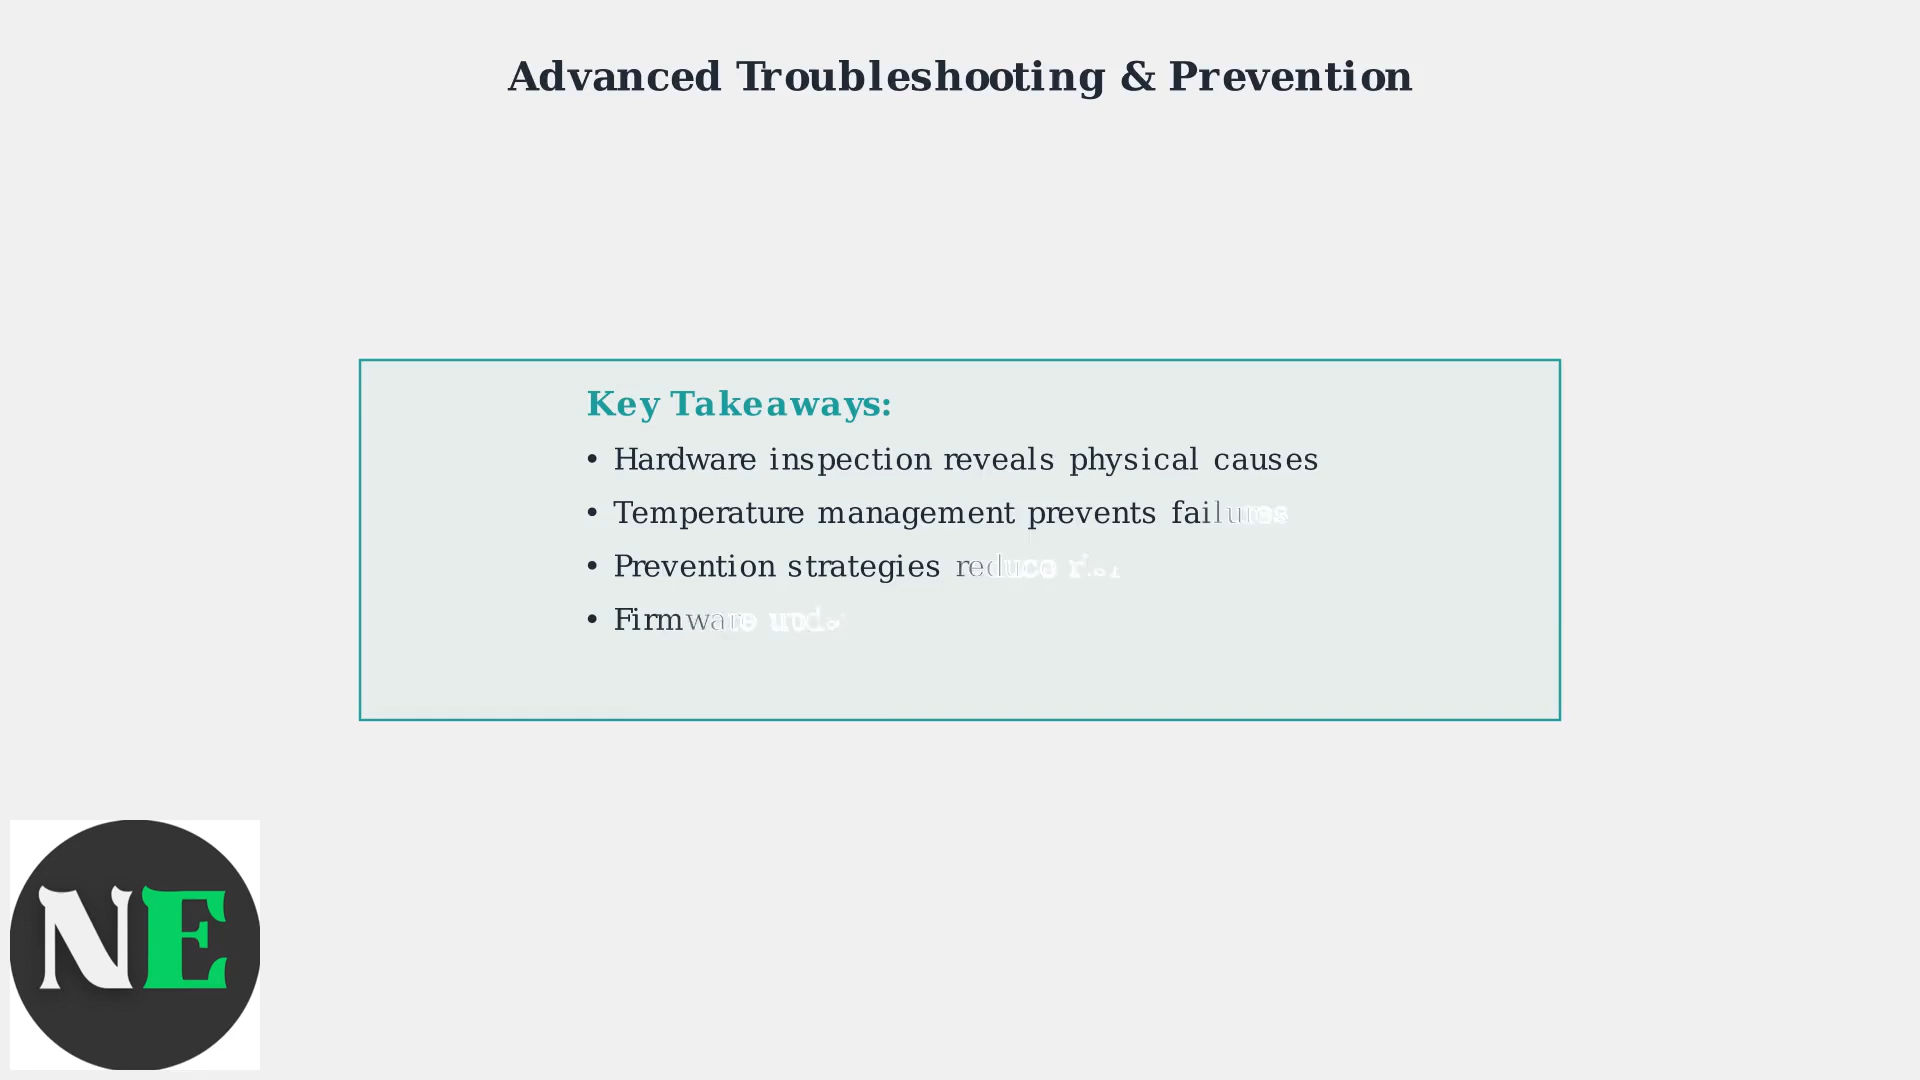 Advanced Troubleshooting & Prevention
Key Takeaways:
• Hardware inspection reveals physical causes
• Temperature management prevents failures
• Prevention strategies reduce
• Firmware
NE